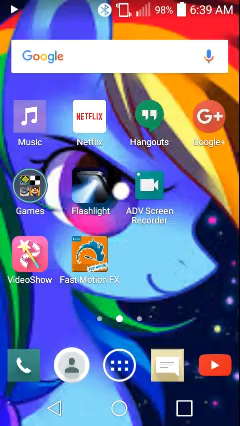 98% 6:39 AM
Google
NETFLIX
G+
Music Netflix Hangouts Google+
Games Flashlight ADV Screen
Recorder
VideoShow Fast Motion FX